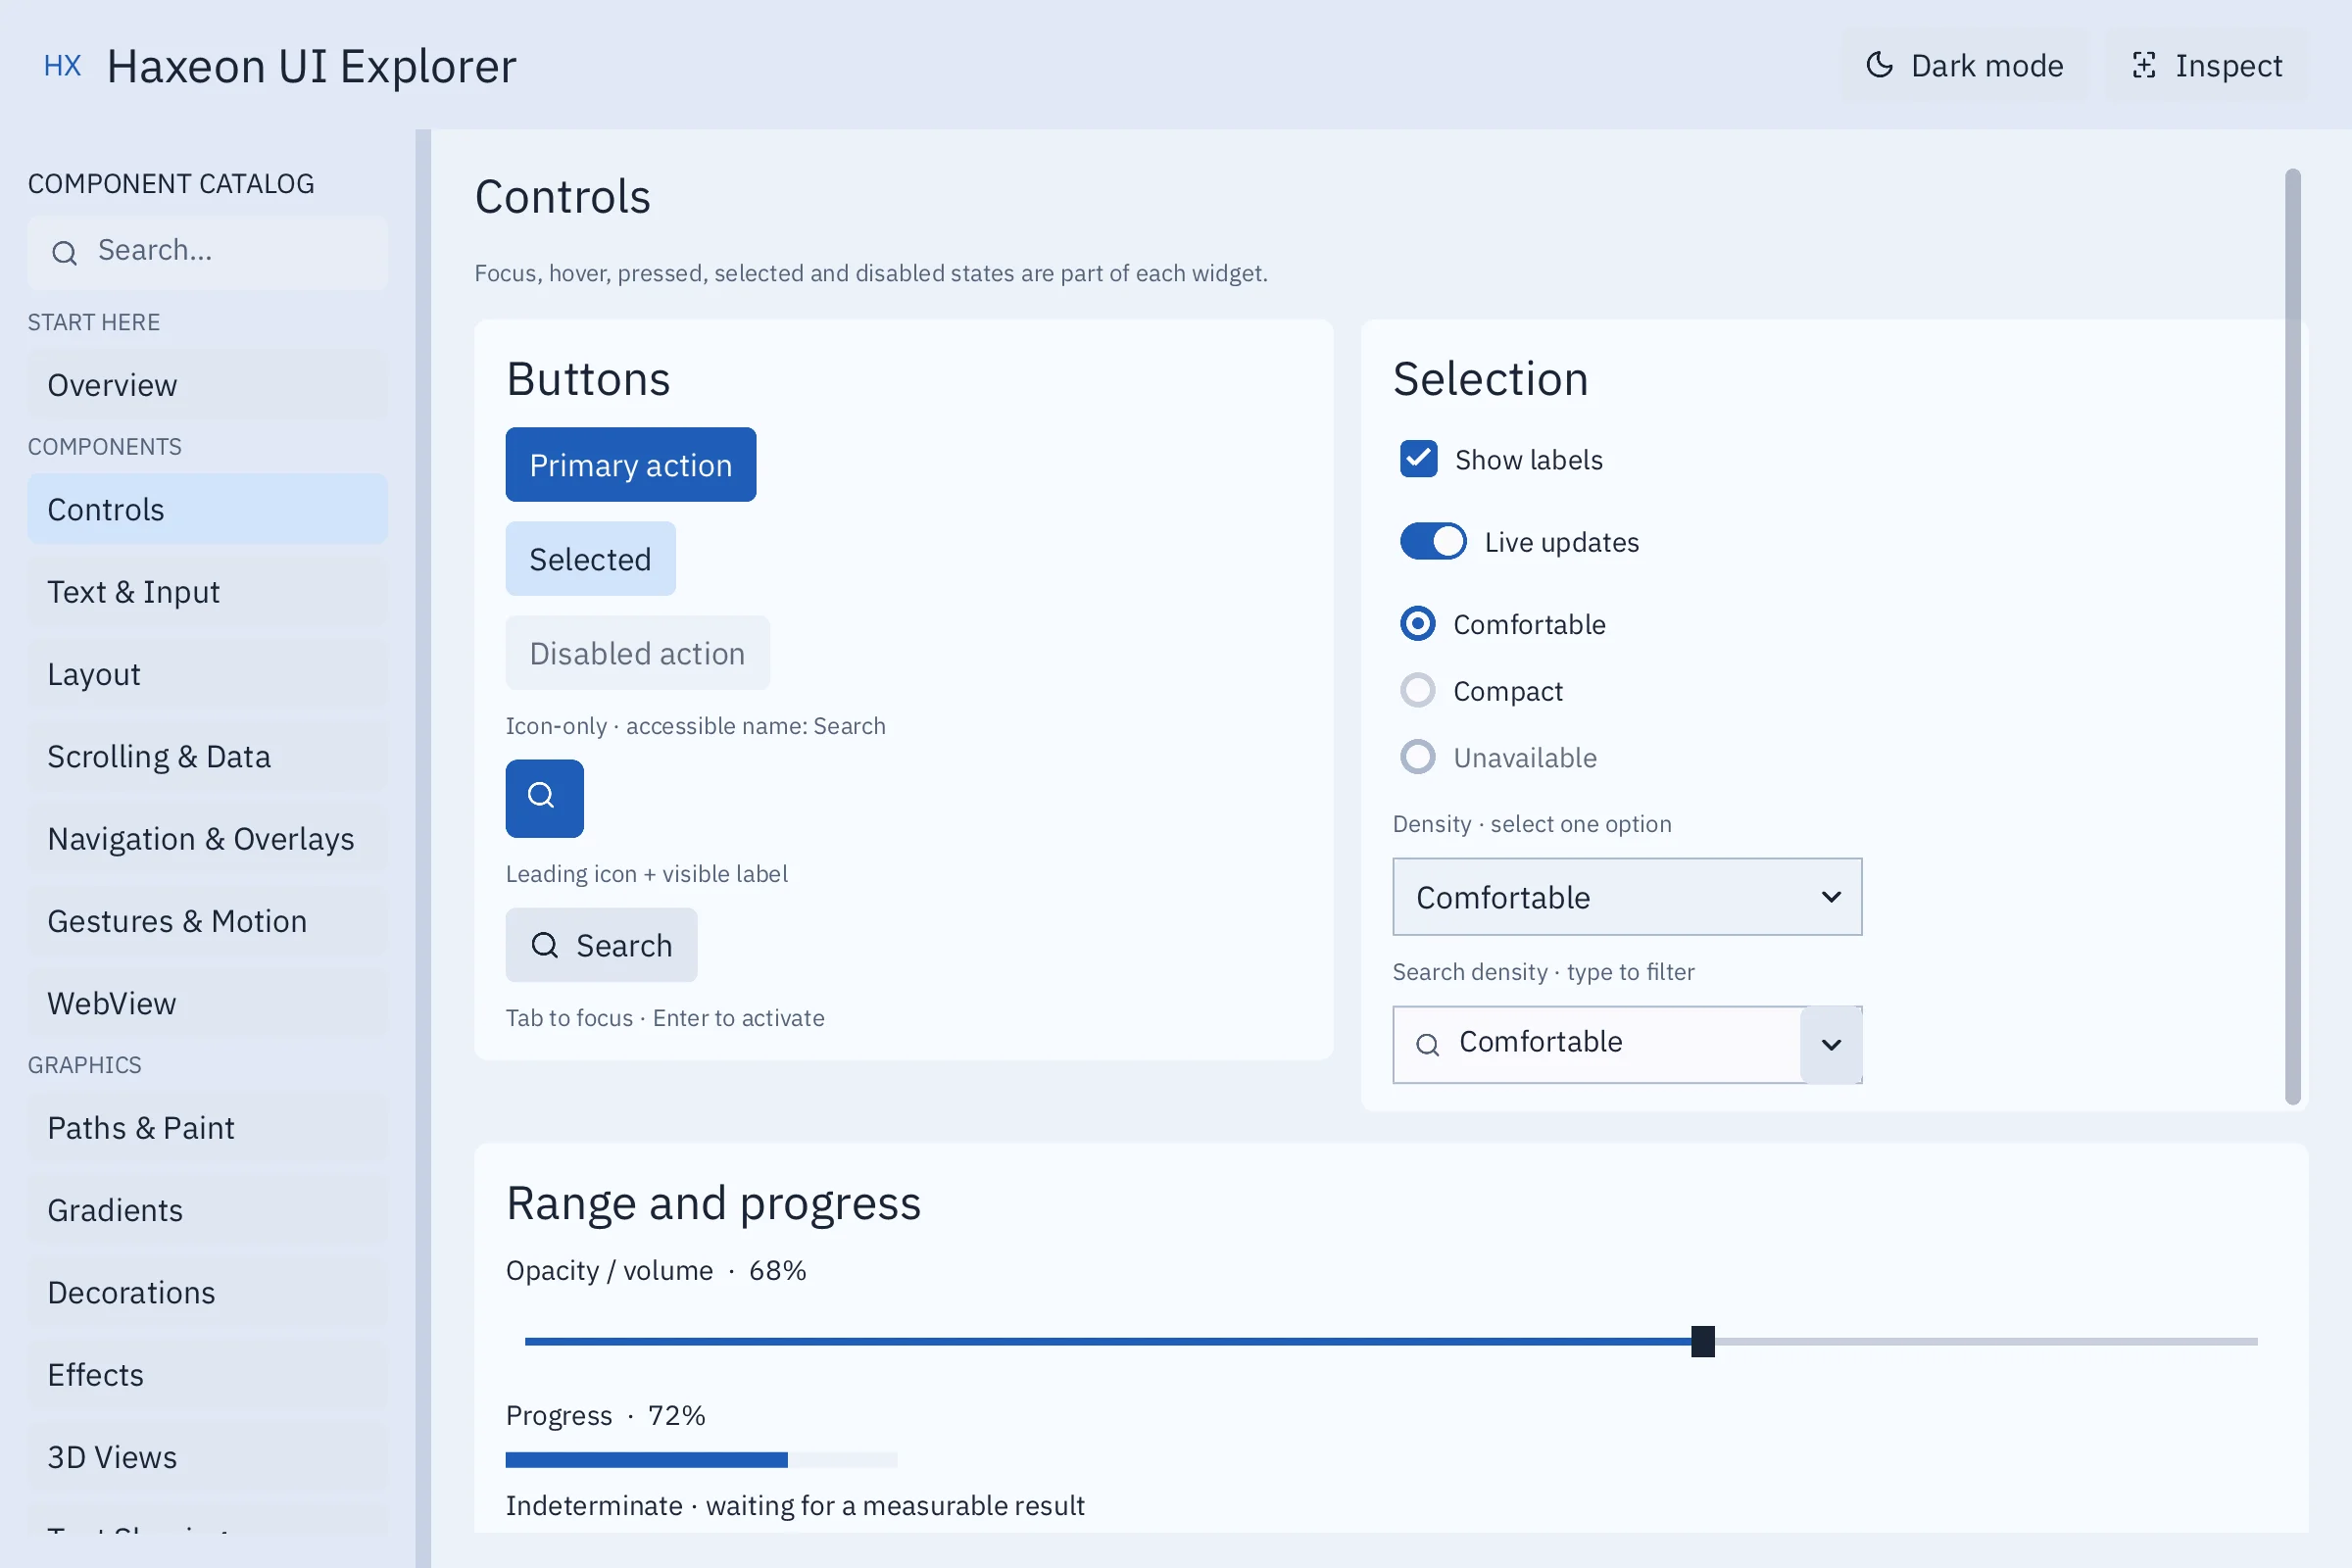 HX Haxeon UI Explorer
Dark mode
Inspect
COMPONENT CATALOG
Search...
START HERE
Overview
COMPONENTS
Controls
Text & Input
Layout
Scrolling & Data
Navigation & Overlays
Gestures & Motion
WebView
GRAPHICS
Paths & Paint
Gradients
Decorations
Effects
3D Views
Controls
Focus, hover, pressed, selected and disabled states are part of each widget.
Buttons
Primary action
Selected
Disabled action
Icon-only · accessible name: Search
Leading icon + visible label
Search
Tab to focus · Enter to activate
Selection
Show labels
Live updates
Comfortable
Compact
Unavailable
Density · select one option
Comfortable
Search density · type to filter
Comfortable
Range and progress
Opacity / volume · 68%
Progress · 72%
Indeterminate · waiting for a measurable result